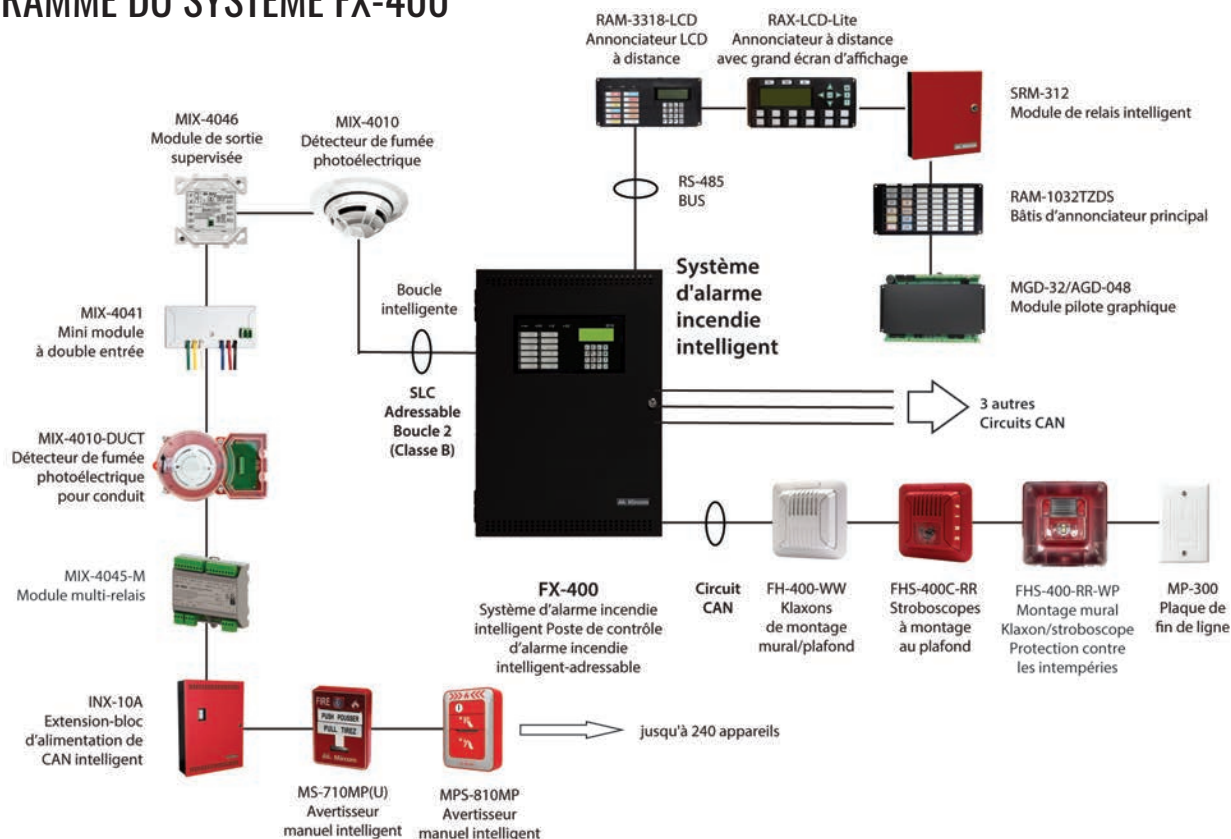 RAMME DU SYSTÈME FX-400
RAM-3318-LCD
Annonciateur LCD
à distance
RAX-LCD-Lite
Annonciateur à distance
avec grand écran d'affichage
SRM-312
Module de relais intelligent
MIX-4046
Module de sortie
supervisée
MIX-4010
Détecteur de fumée
photoélectrique
RS-485
BUS
RAM-1032TZDS
Bâtis d'annonciateur principal
Système
d'alarme
incendie
intelligent
MGD-32/AGD-048
Module pilote graphique
Boucle
intelligente
MIX-4041
Mini module
à double entrée
SLC
Adressable
Boucle 2
(Classe B)
3 autres
Circuits CAN
MIX-4010-DUCT
Détecteur de fumée
photoélectrique
pour conduit
MIX-4045-M
Module multi-relais
FX-400
Système d'alarme incendie
intelligent Poste de contrôle
d'alarme incendie
intelligent-adressable
Circuit
CAN
FH-400-WW
Klaxons
de montage
mural/plafond
FHS-400C-RR
Stroboscopes
à montage
au plafond
FHS-400-RR-WP
Montage mural
Klaxon/stroboscope
Protection contre
les intempéries
MP-300
Plaque de
fin de ligne
INX-10A
Extension-bloc
d'alimentation de
CAN intelligent
FIRE
PUSH POUSSER
PULL TIREZ
Mircom
jusqu'à 240 appareils
MS-710MP(U)
Avertisseur
manuel intelligent
MPS-810MP
Avertisseur
manuel intelligent